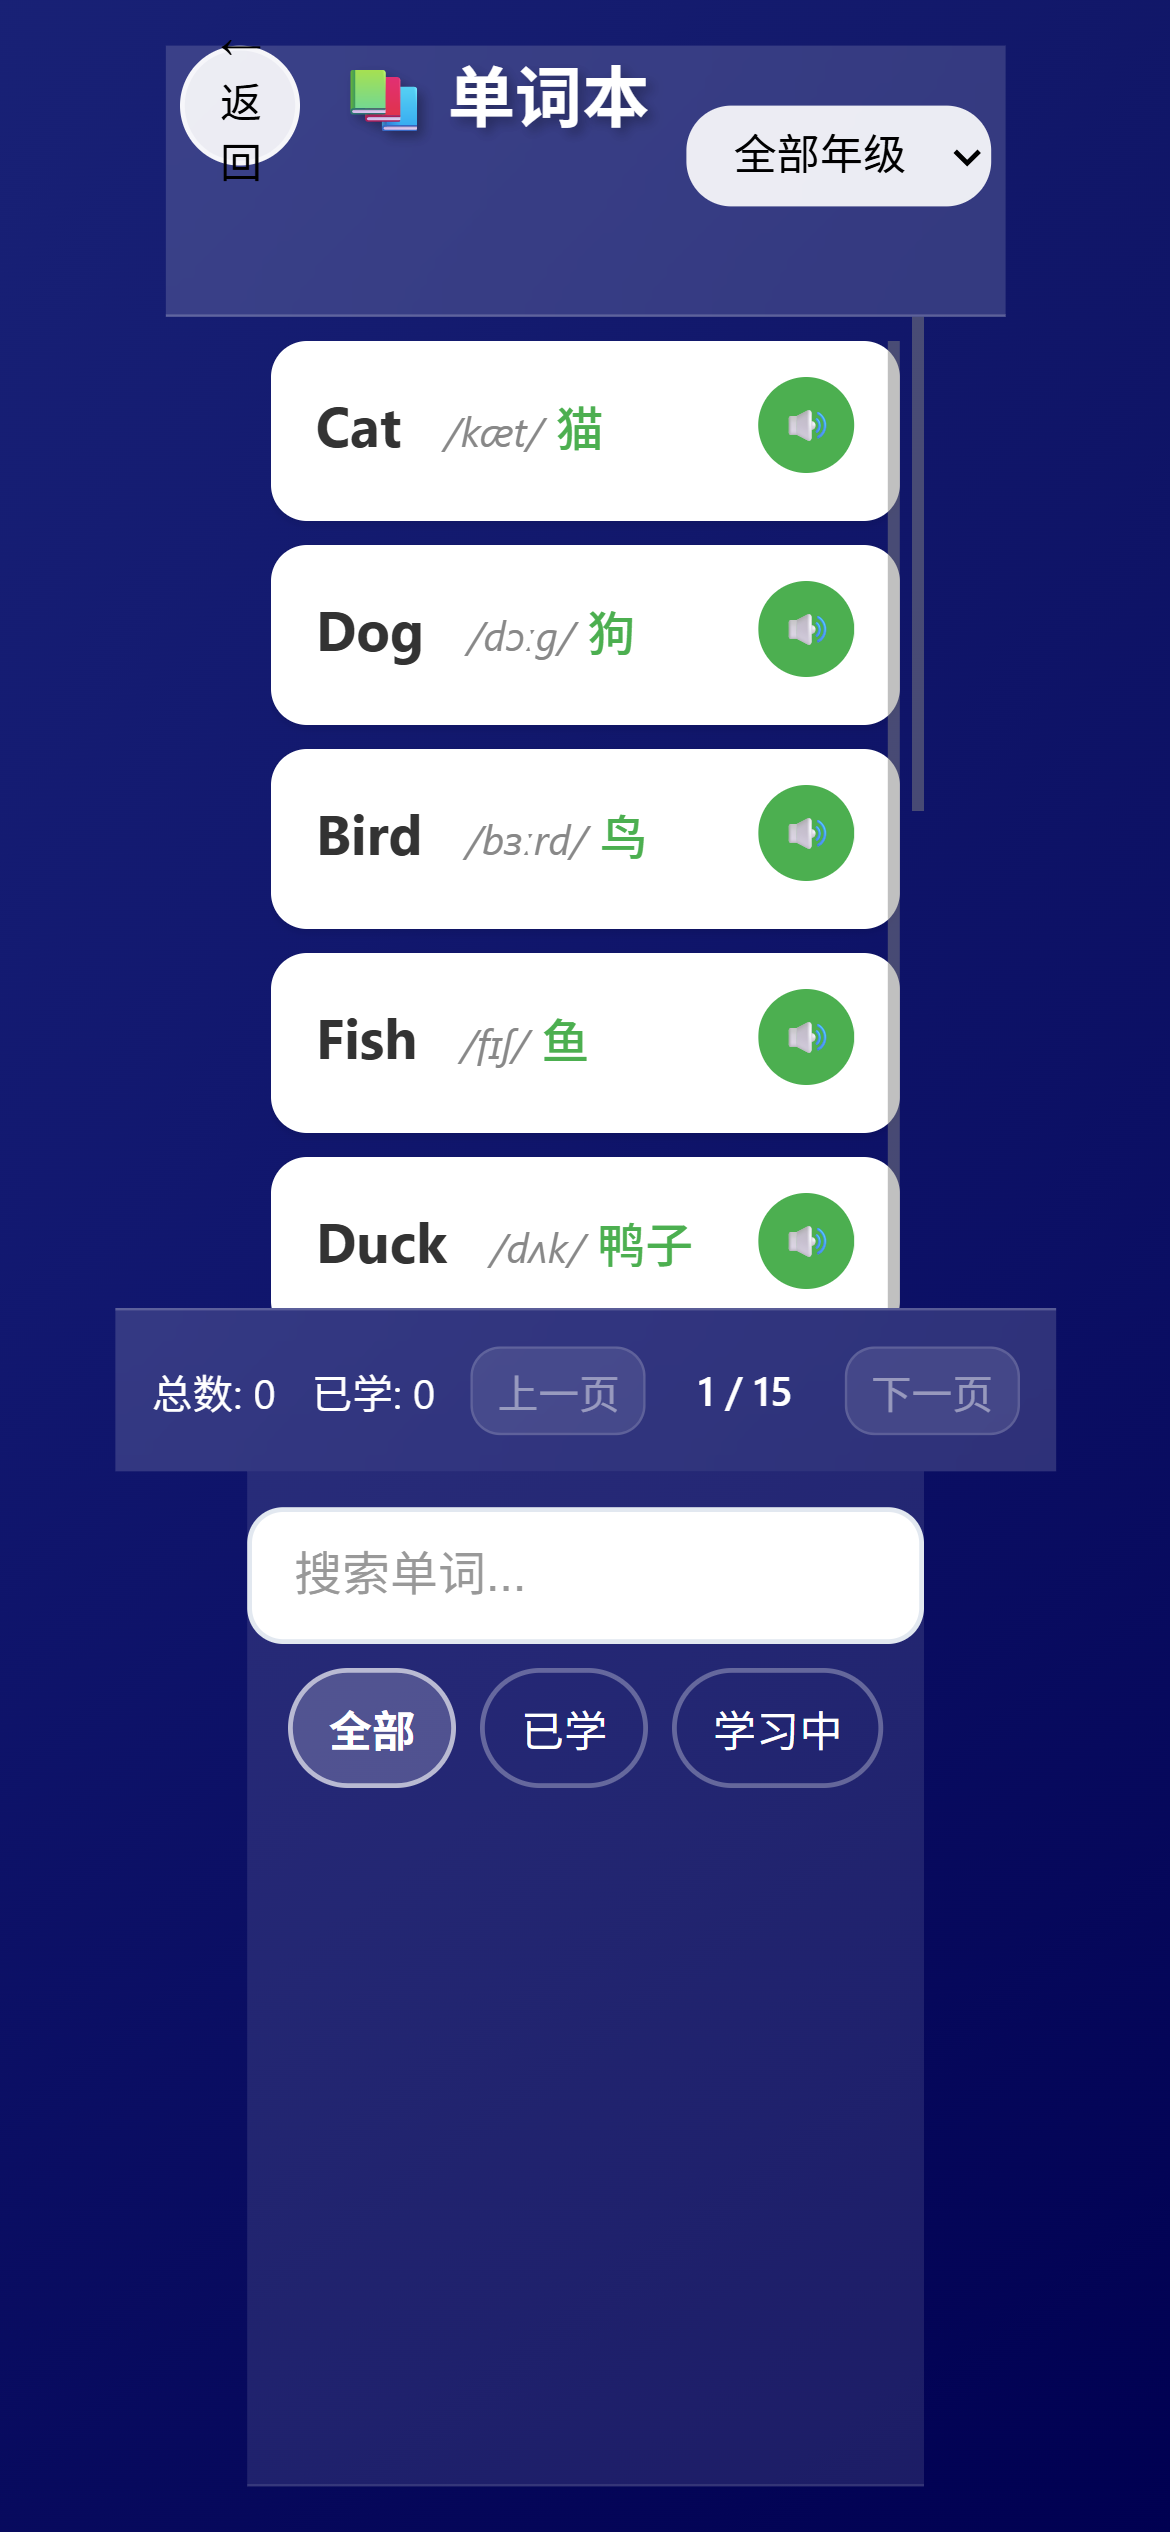 ← 返回
📚 单词本
全部年级
Cat /kæt/ 猫
Dog /dɔːg/ 狗
Bird /bɜːrd/ 鸟
Fish /fɪʃ/ 鱼
Duck /dʌk/ 鸭子
总数: 0 已学: 0 上一页 1 / 15 下一页
搜索单词...
全部 已学 学习中